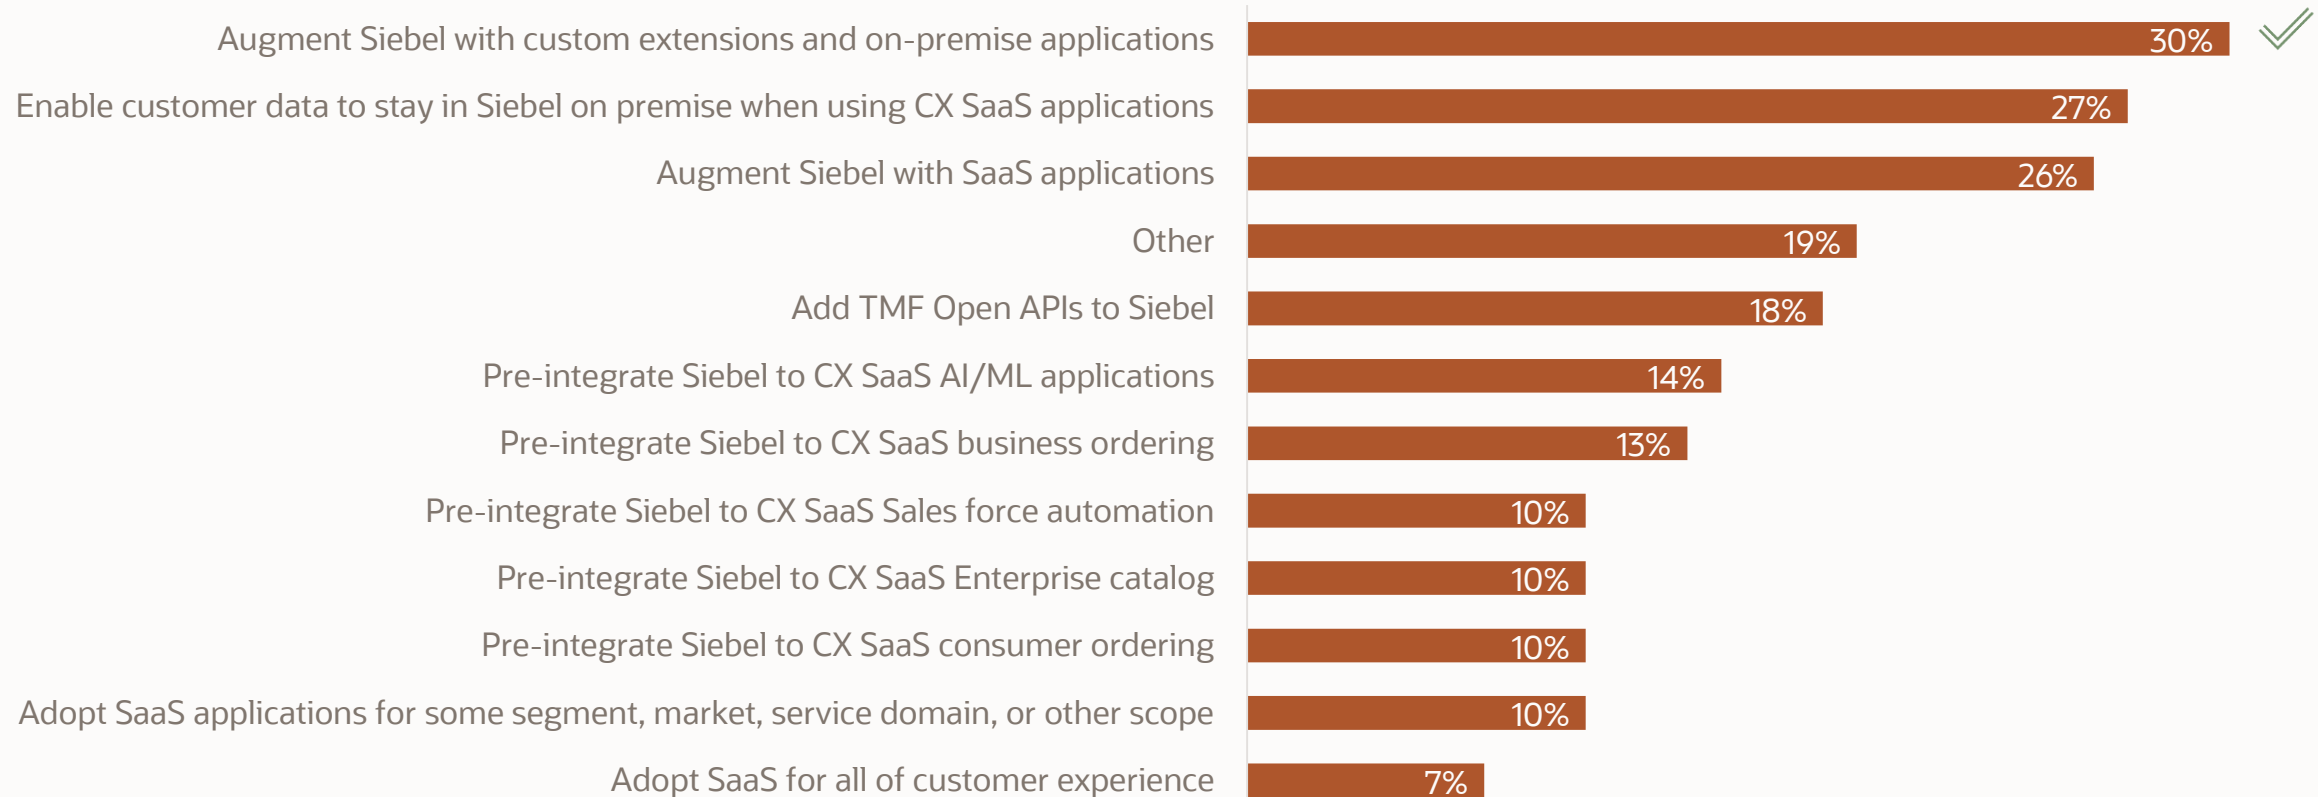 Augment Siebel with custom extensions and on-premise applications 30%
Enable customer data to stay in Siebel on premise when using CX SaaS applications 27%
Augment Siebel with SaaS applications 26%
Other 19%
Add TMF Open APIs to Siebel 18%
Pre-integrate Siebel to CX SaaS AI/ML applications 14%
Pre-integrate Siebel to CX SaaS business ordering 13%
Pre-integrate Siebel to CX SaaS Sales force automation 10%
Pre-integrate Siebel to CX SaaS Enterprise catalog 10%
Pre-integrate Siebel to CX SaaS consumer ordering 10%
Adopt SaaS applications for some segment, market, service domain, or other scope 10%
Adopt SaaS for all of customer experience 7%